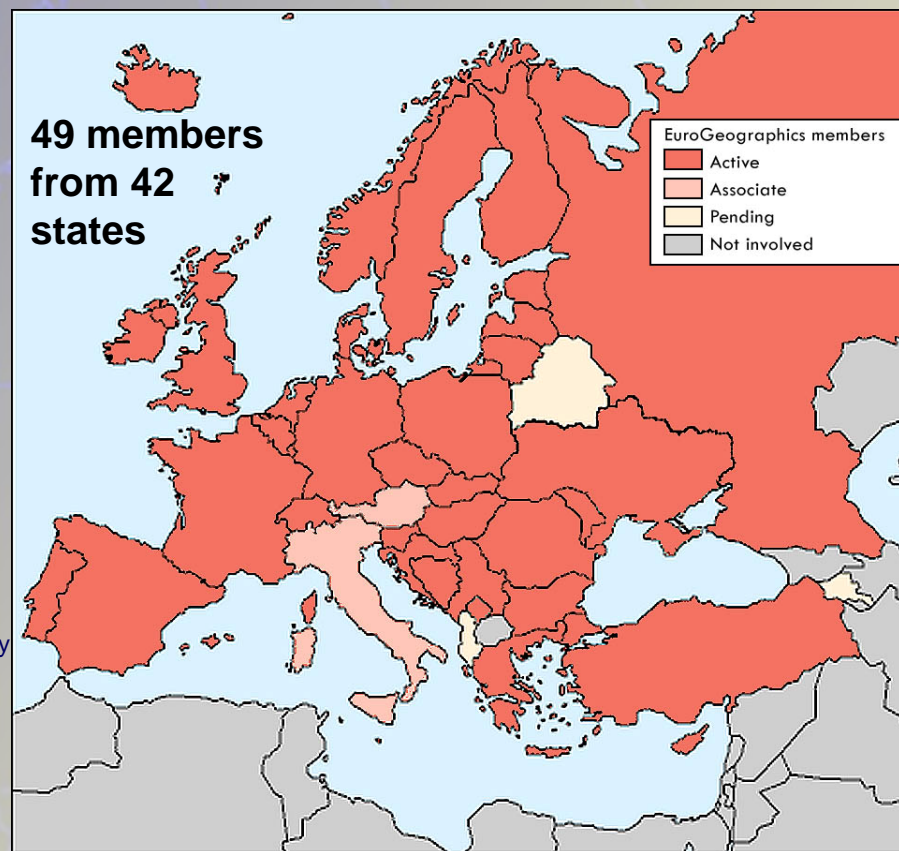 49 members
from 42
states
EuroGeographics members
Active
Associate
Pending
Not involved
y